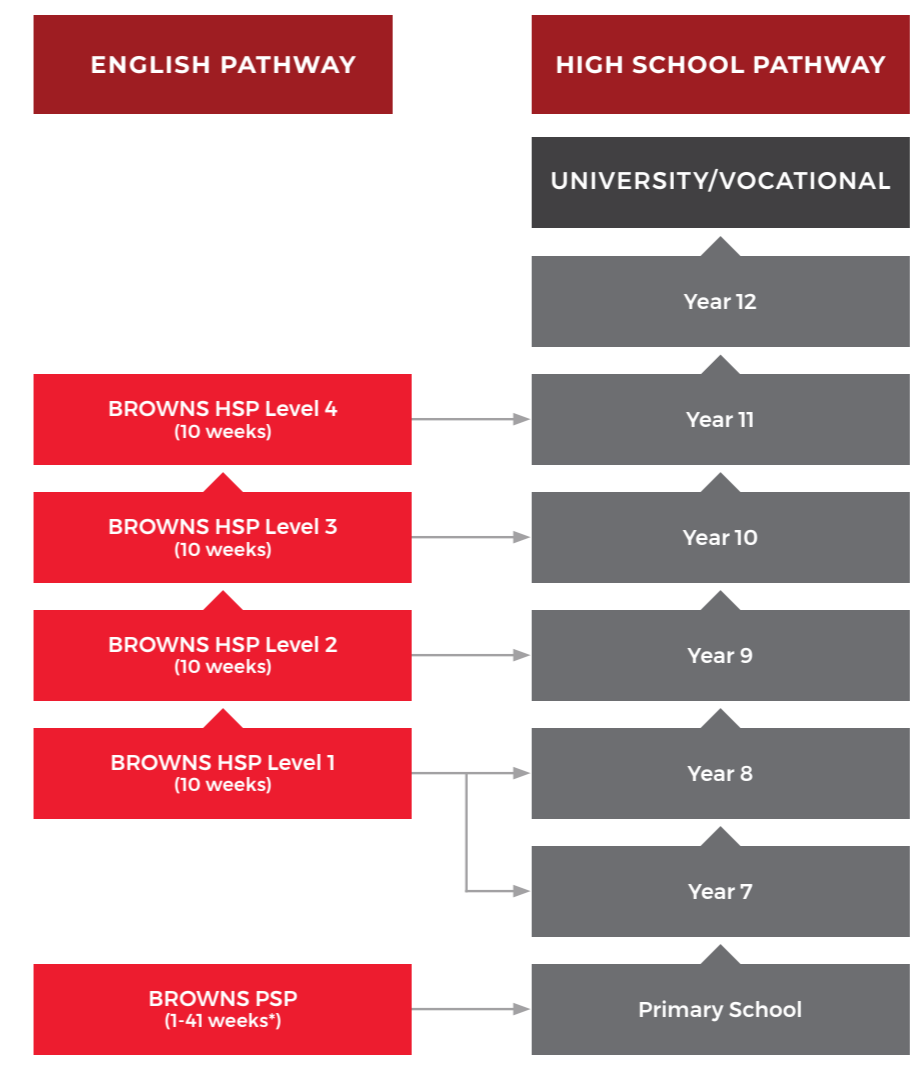 ENGLISH PATHWAY
HIGH SCHOOL PATHWAY
UNIVERSITY/VOCATIONAL
Year 12
BROWNS HSP Level 4
(10 weeks)
Year 11
BROWNS HSP Level 3
(10 weeks)
Year 10
BROWNS HSP Level 2
(10 weeks)
Year 9
BROWNS HSP Level 1
(10 weeks)
Year 8
Year 7
BROWNS PSP
(1-41 weeks*)
Primary School